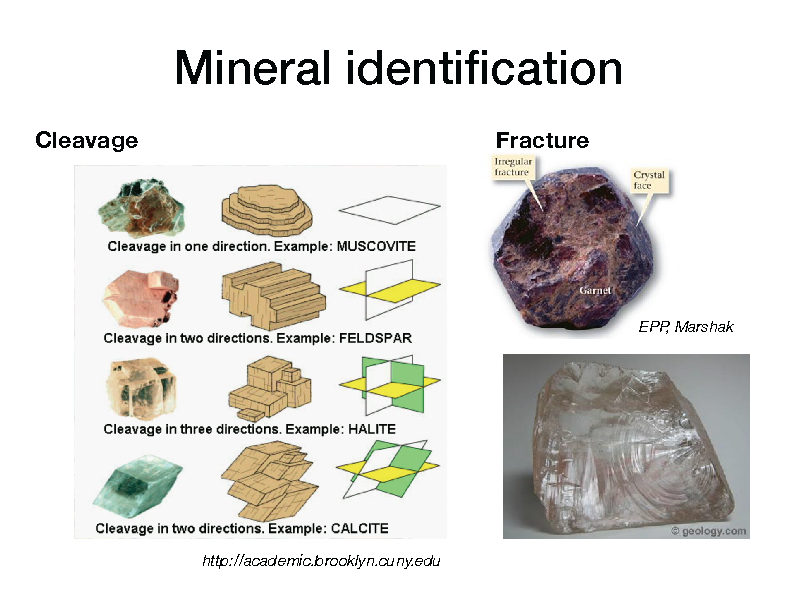 Mineral identification
Cleavage
Cleavage in one direction. Example: MUSCOVITE
Cleavage in two directions. Example: FELDSPAR
Cleavage in three directions. Example: HALITE
Cleavage in two directions. Example: CALCITE
http://academic.brooklyn.cuny.edu
Fracture
Irregular
fracture
Crystal
face
Garnet
EPP, Marshak
© geology.com